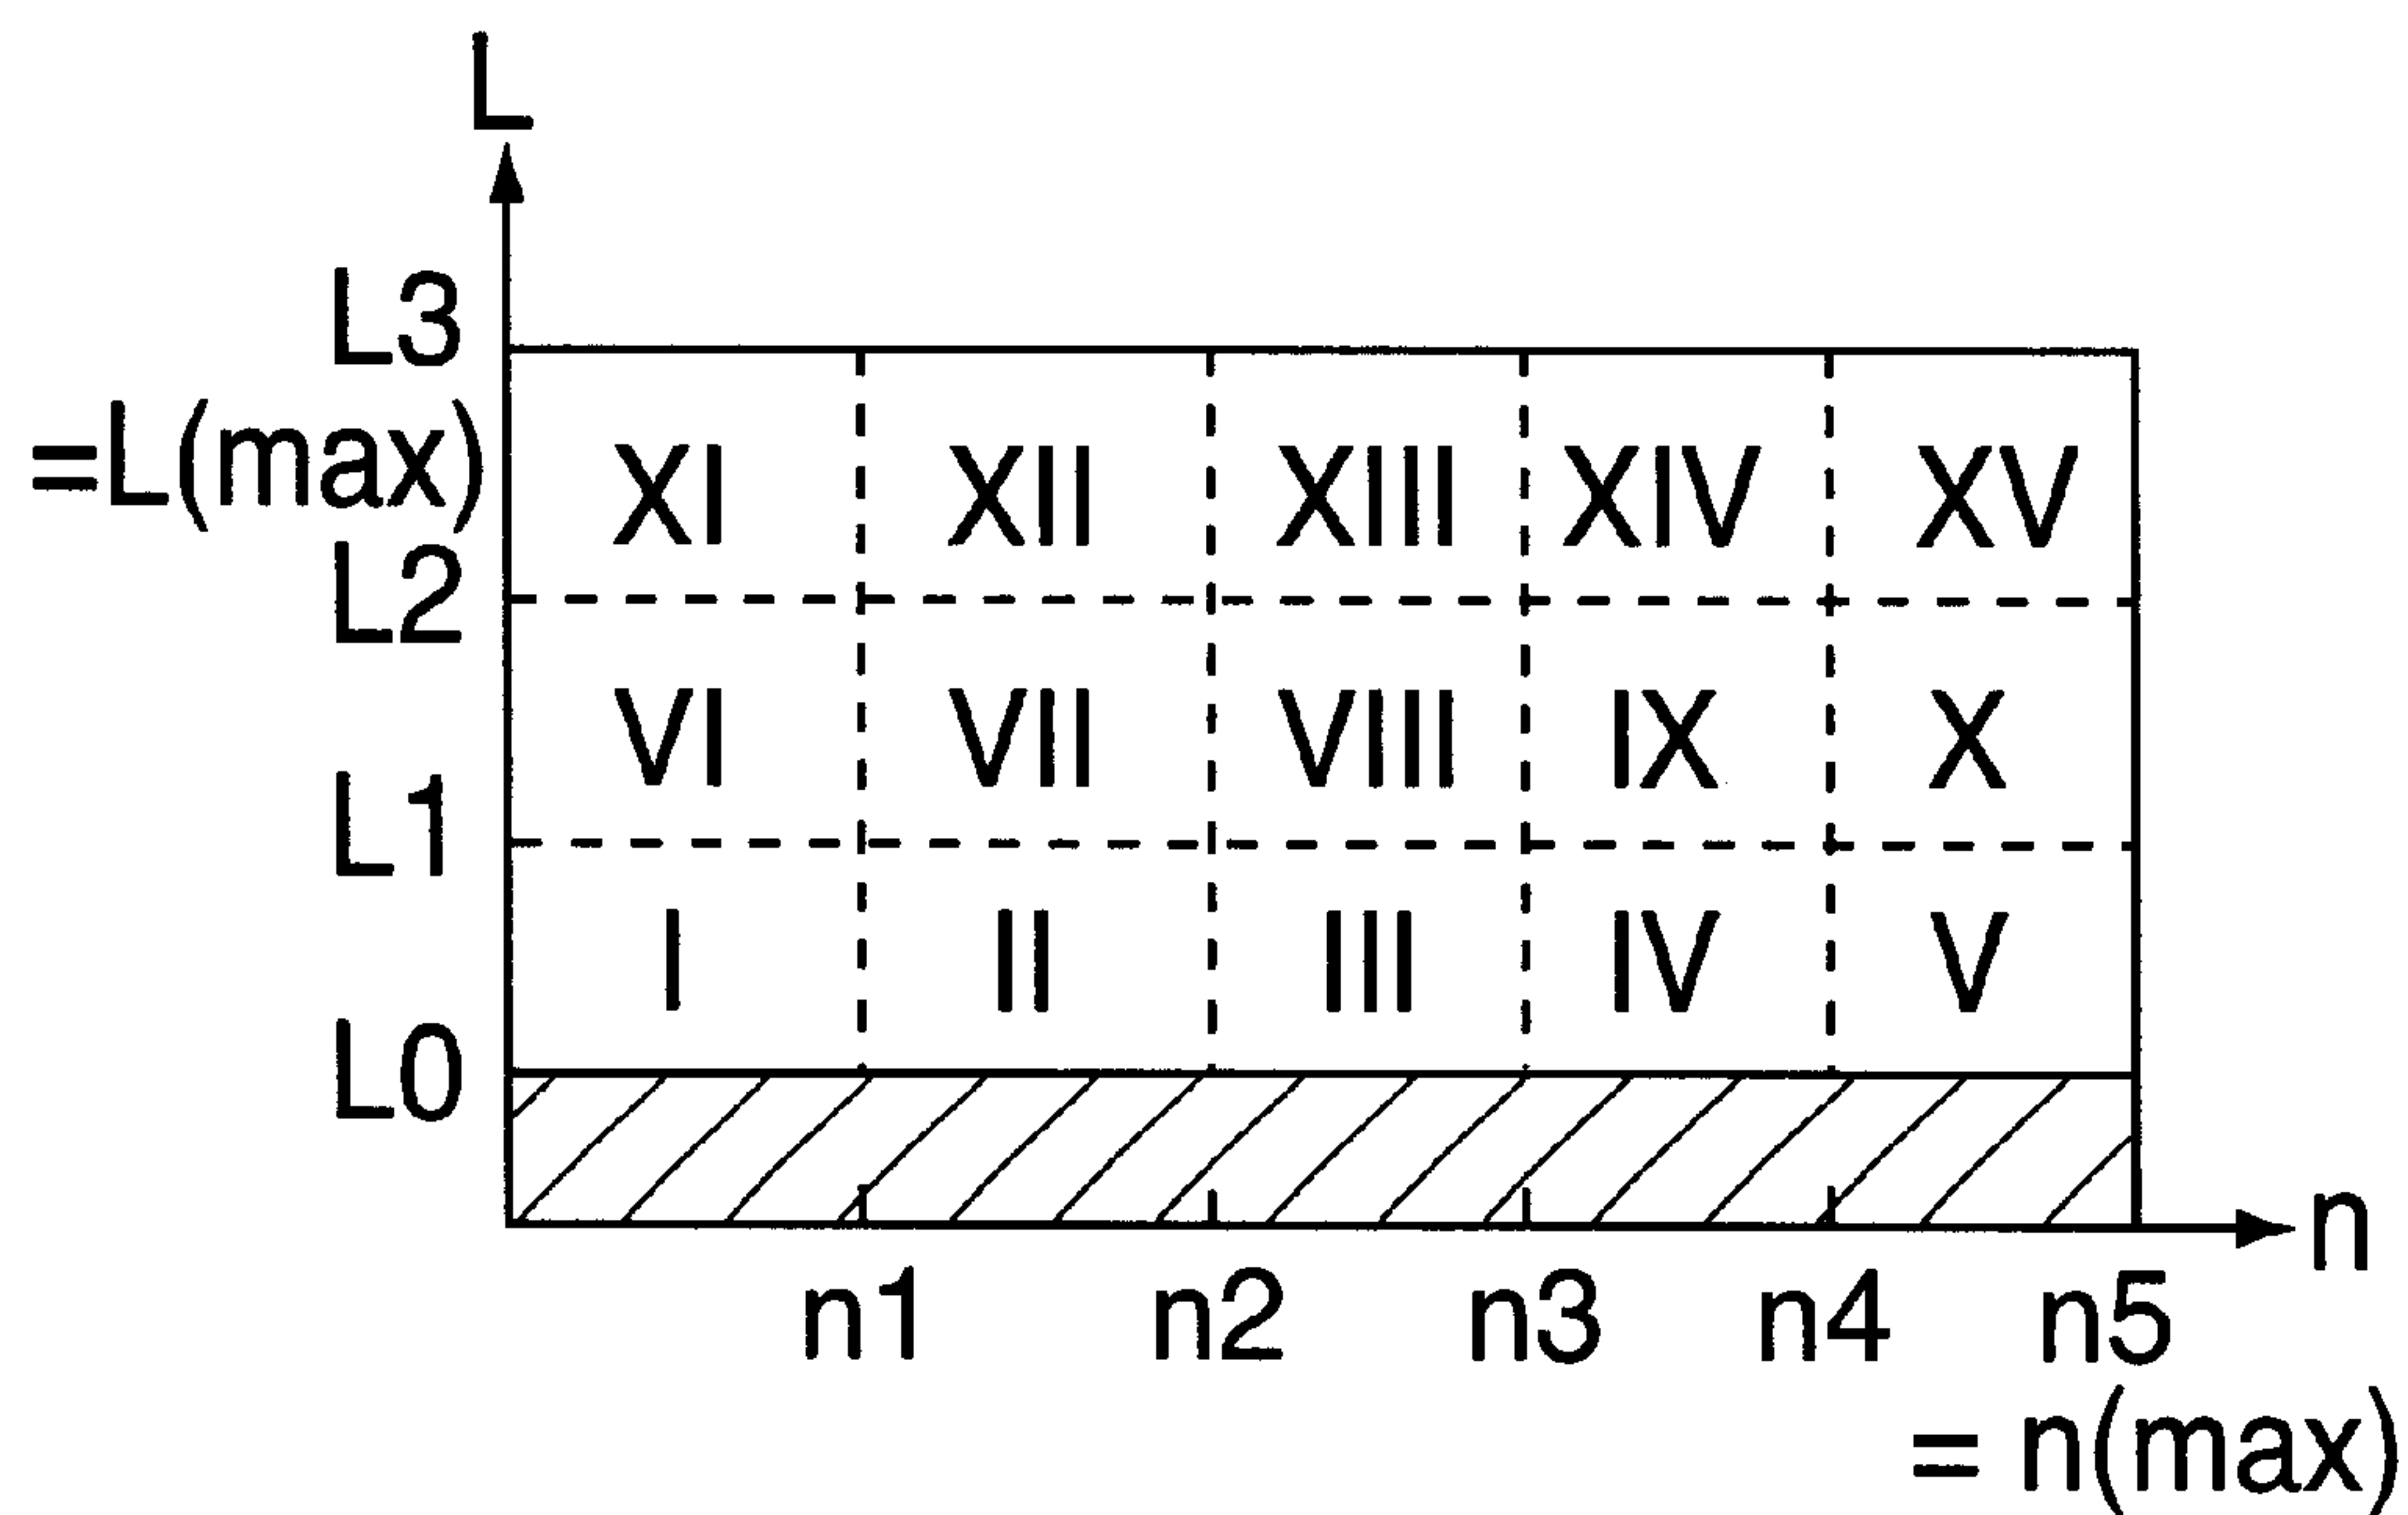 L
L3
=L(max)
XI XII XIII XIV XV
L2
VI VII VIII IX X
L1
I II III IV V
L0
n
n1 n2 n3 n4 n5
= n(max)